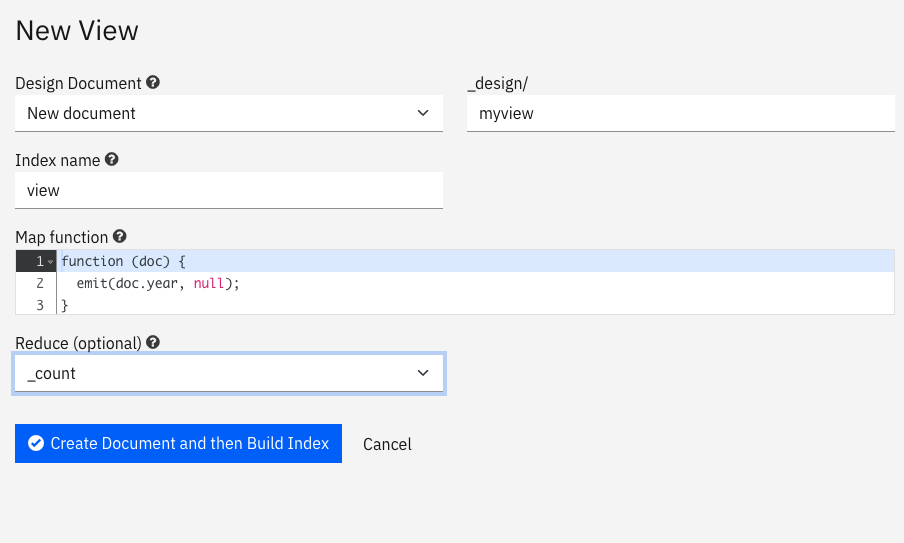 New View
Design Document
_design/
New document
myview
Index name
view
Map function
1 function (doc) {
2 emit(doc.year, null);
3 }
Reduce (optional)
_count
Create Document and then Build Index
Cancel